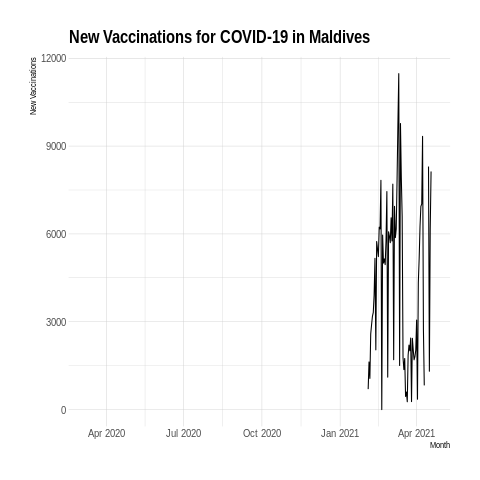 New Vaccinations for COVID-19 in Maldives
New Vaccinations
12000
9000
6000
3000
0
Apr 2020 Jul 2020 Oct 2020 Jan 2021 Apr 2021
Month